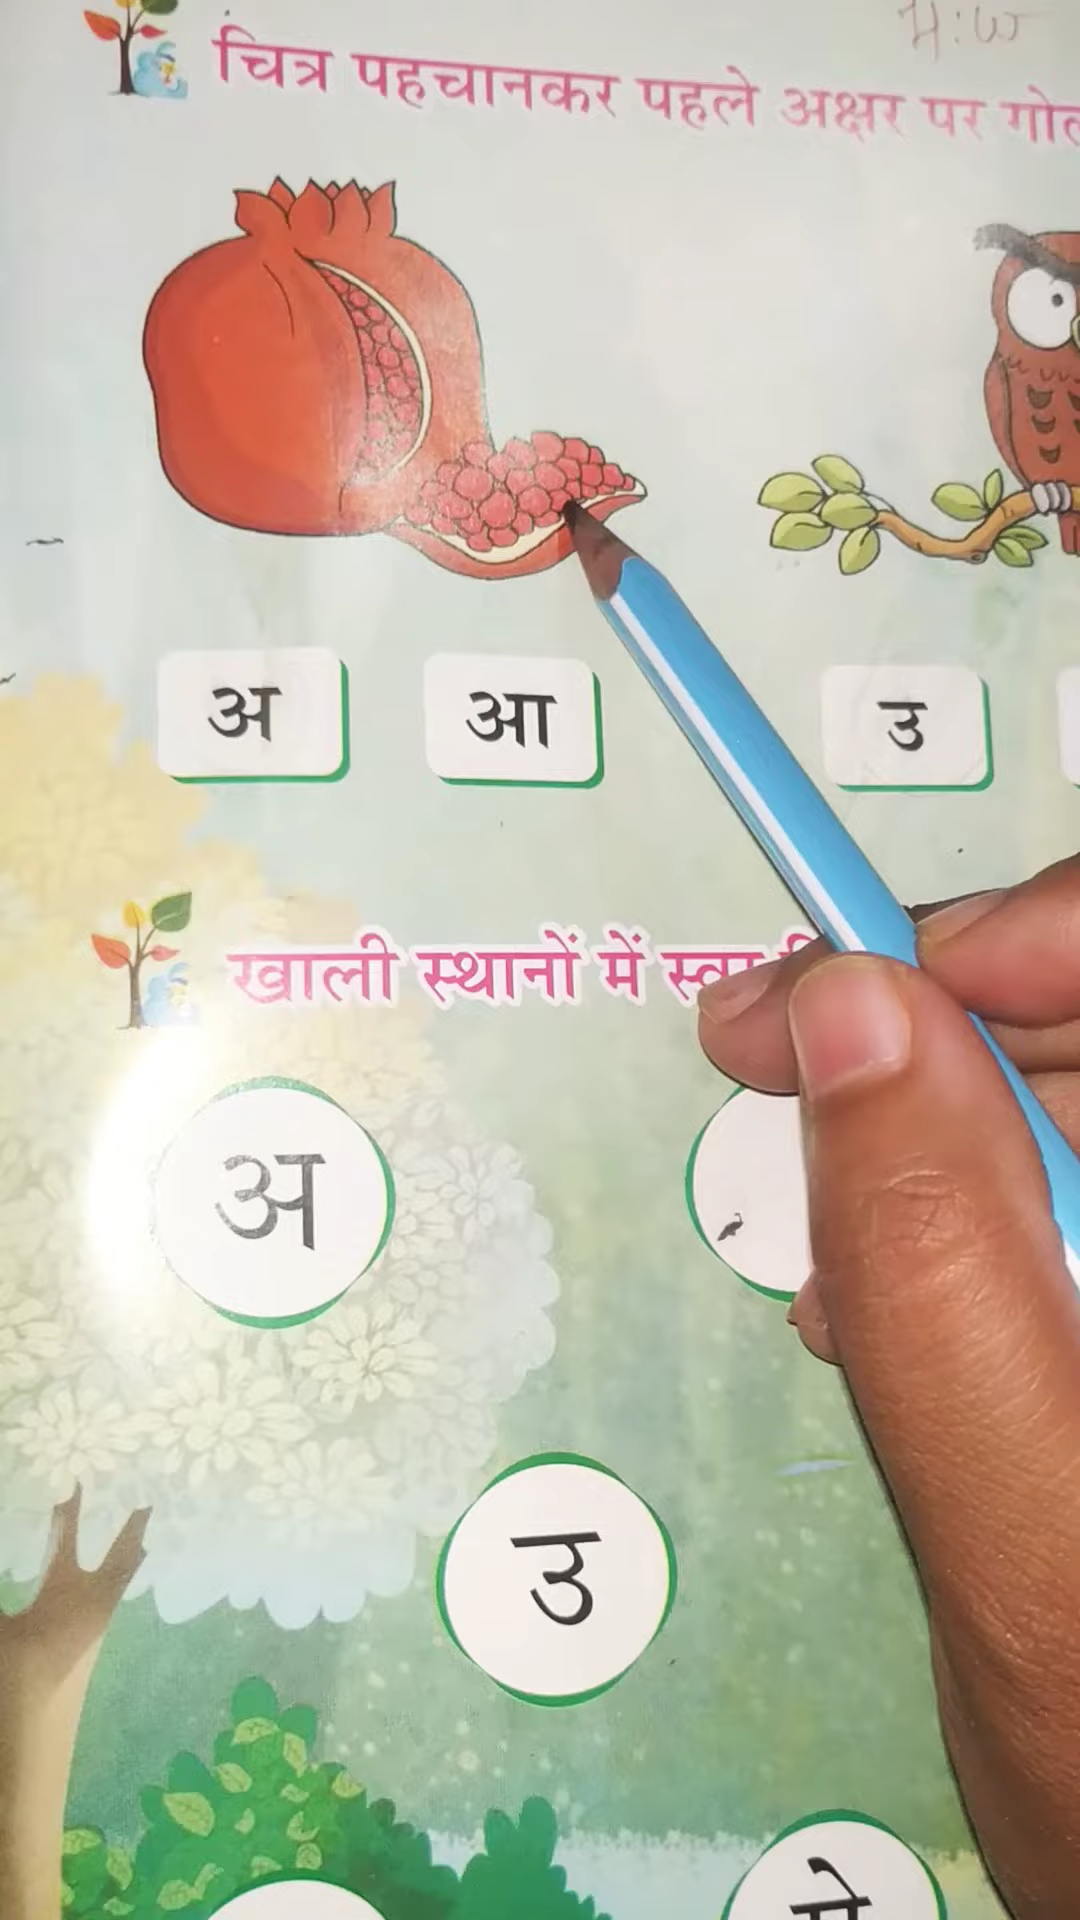 H:W
चित्र पहचानकर पहले अक्षर पर
अ आ उ
खाली स्थानों में
अ
उ